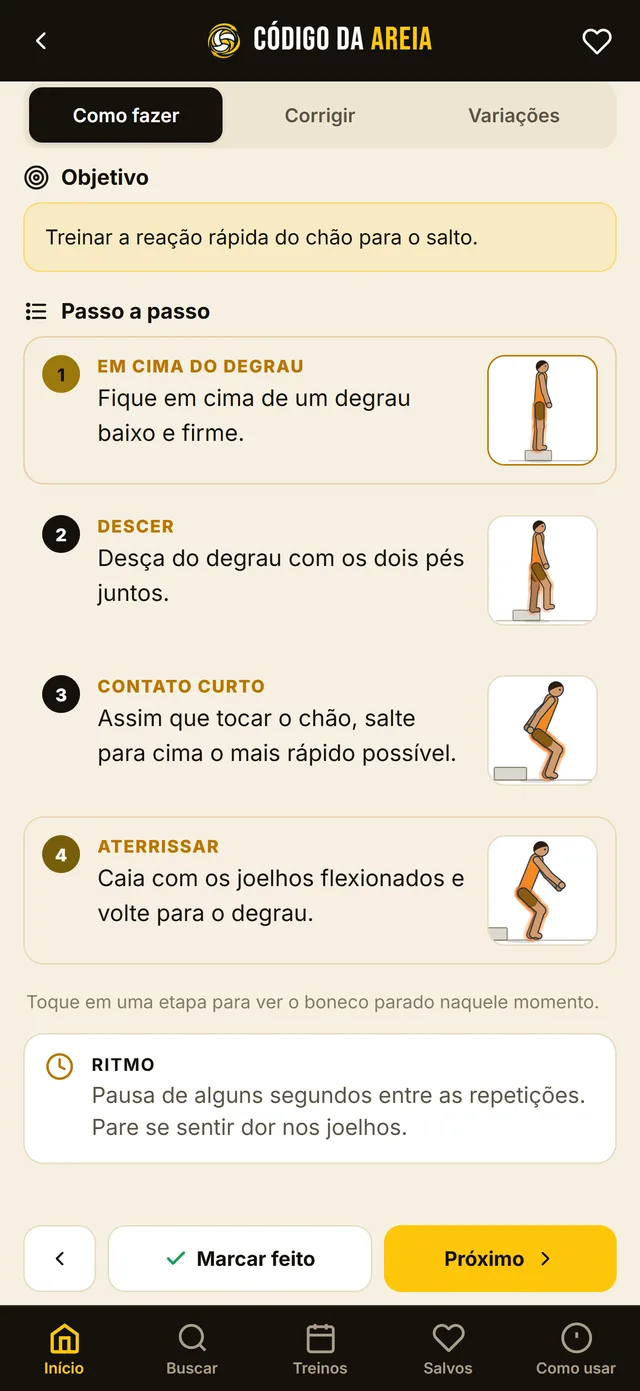 CÓDIGO DA AREIA
Como fazer
Corrigir
Variações
Objetivo
Treinar a reação rápida do chão para o salto.
Passo a passo
1
EM CIMA DO DEGRAU
Fique em cima de um degrau
baixo e firme.
2
DESCER
Desça do degrau com os dois pés
juntos.
3
CONTATO CURTO
Assim que tocar o chão, salte
para cima o mais rápido possível.
4
ATERRISSAR
Caia com os joelhos flexionados e
volte para o degrau.
Toque em uma etapa para ver o boneco parado naquele momento.
RITMO
Pausa de alguns segundos entre as repetições.
Pare se sentir dor nos joelhos.
Marcar feito
Próximo
Início
Buscar
Treinos
Salvos
Como usar